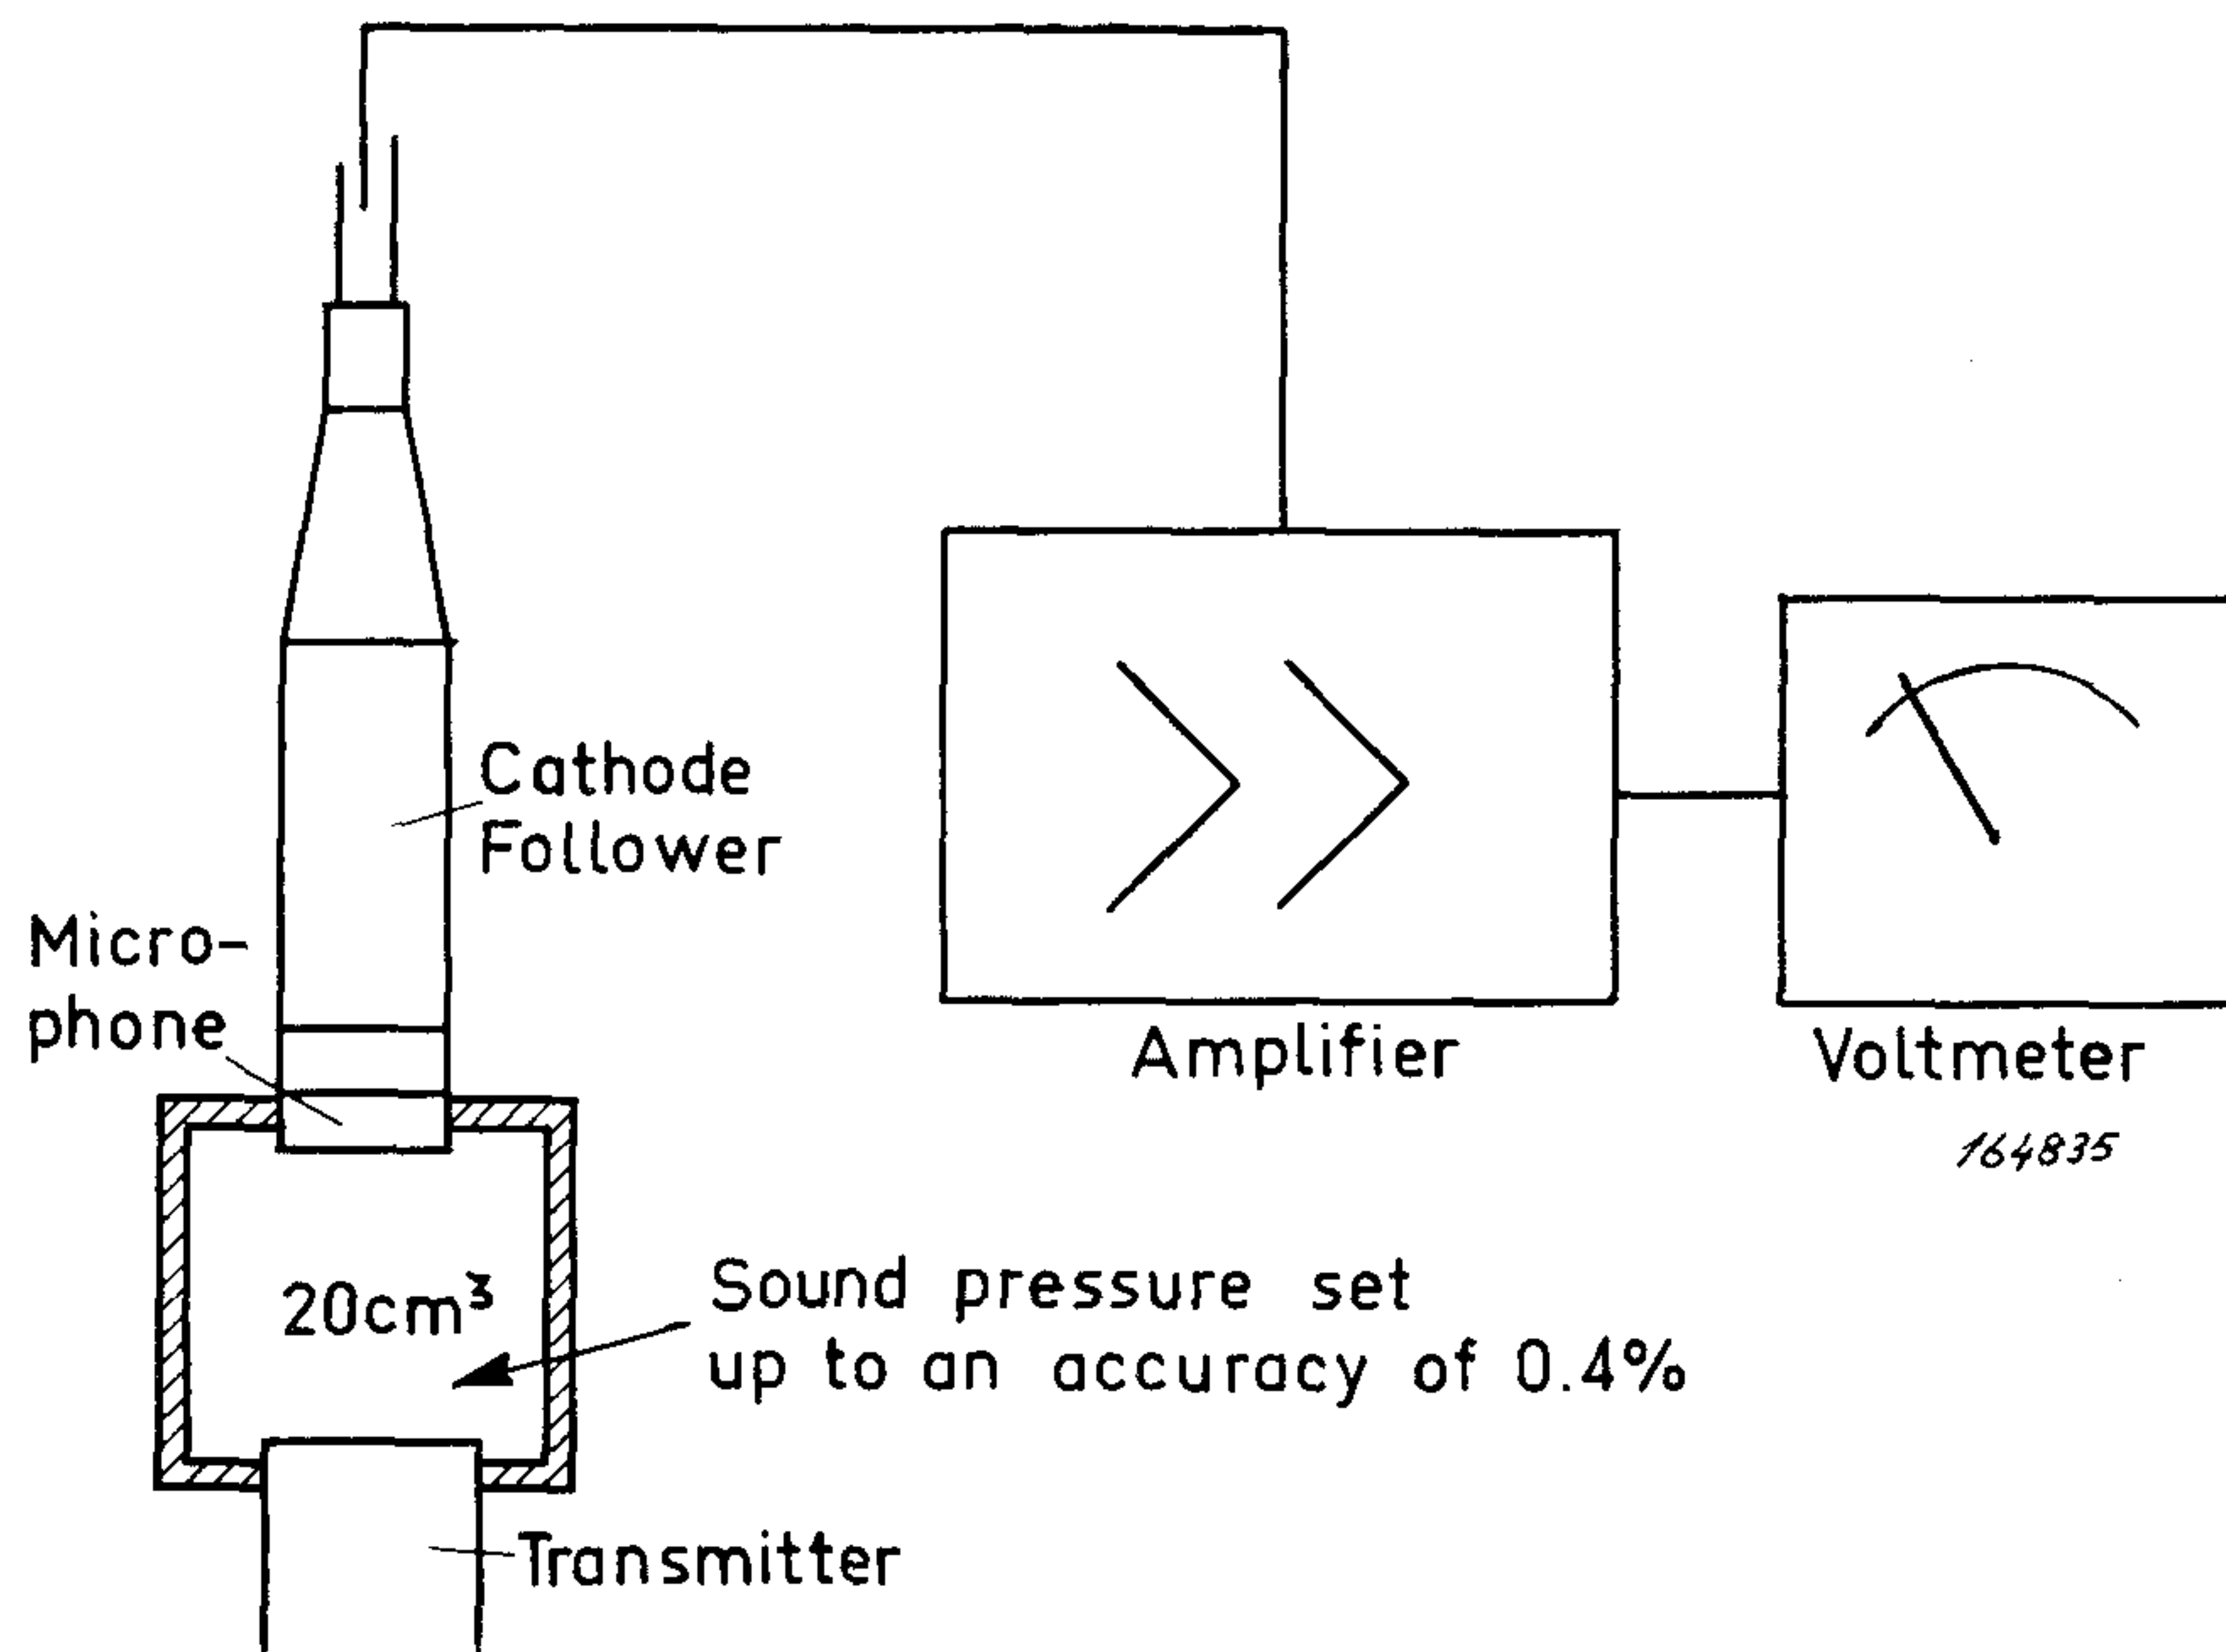 Cathode
Follower
Micro-
phone
Amplifier
Voltmeter
164835
20cm³
Sound pressure set
up to an accuracy of 0.4%
Transmitter